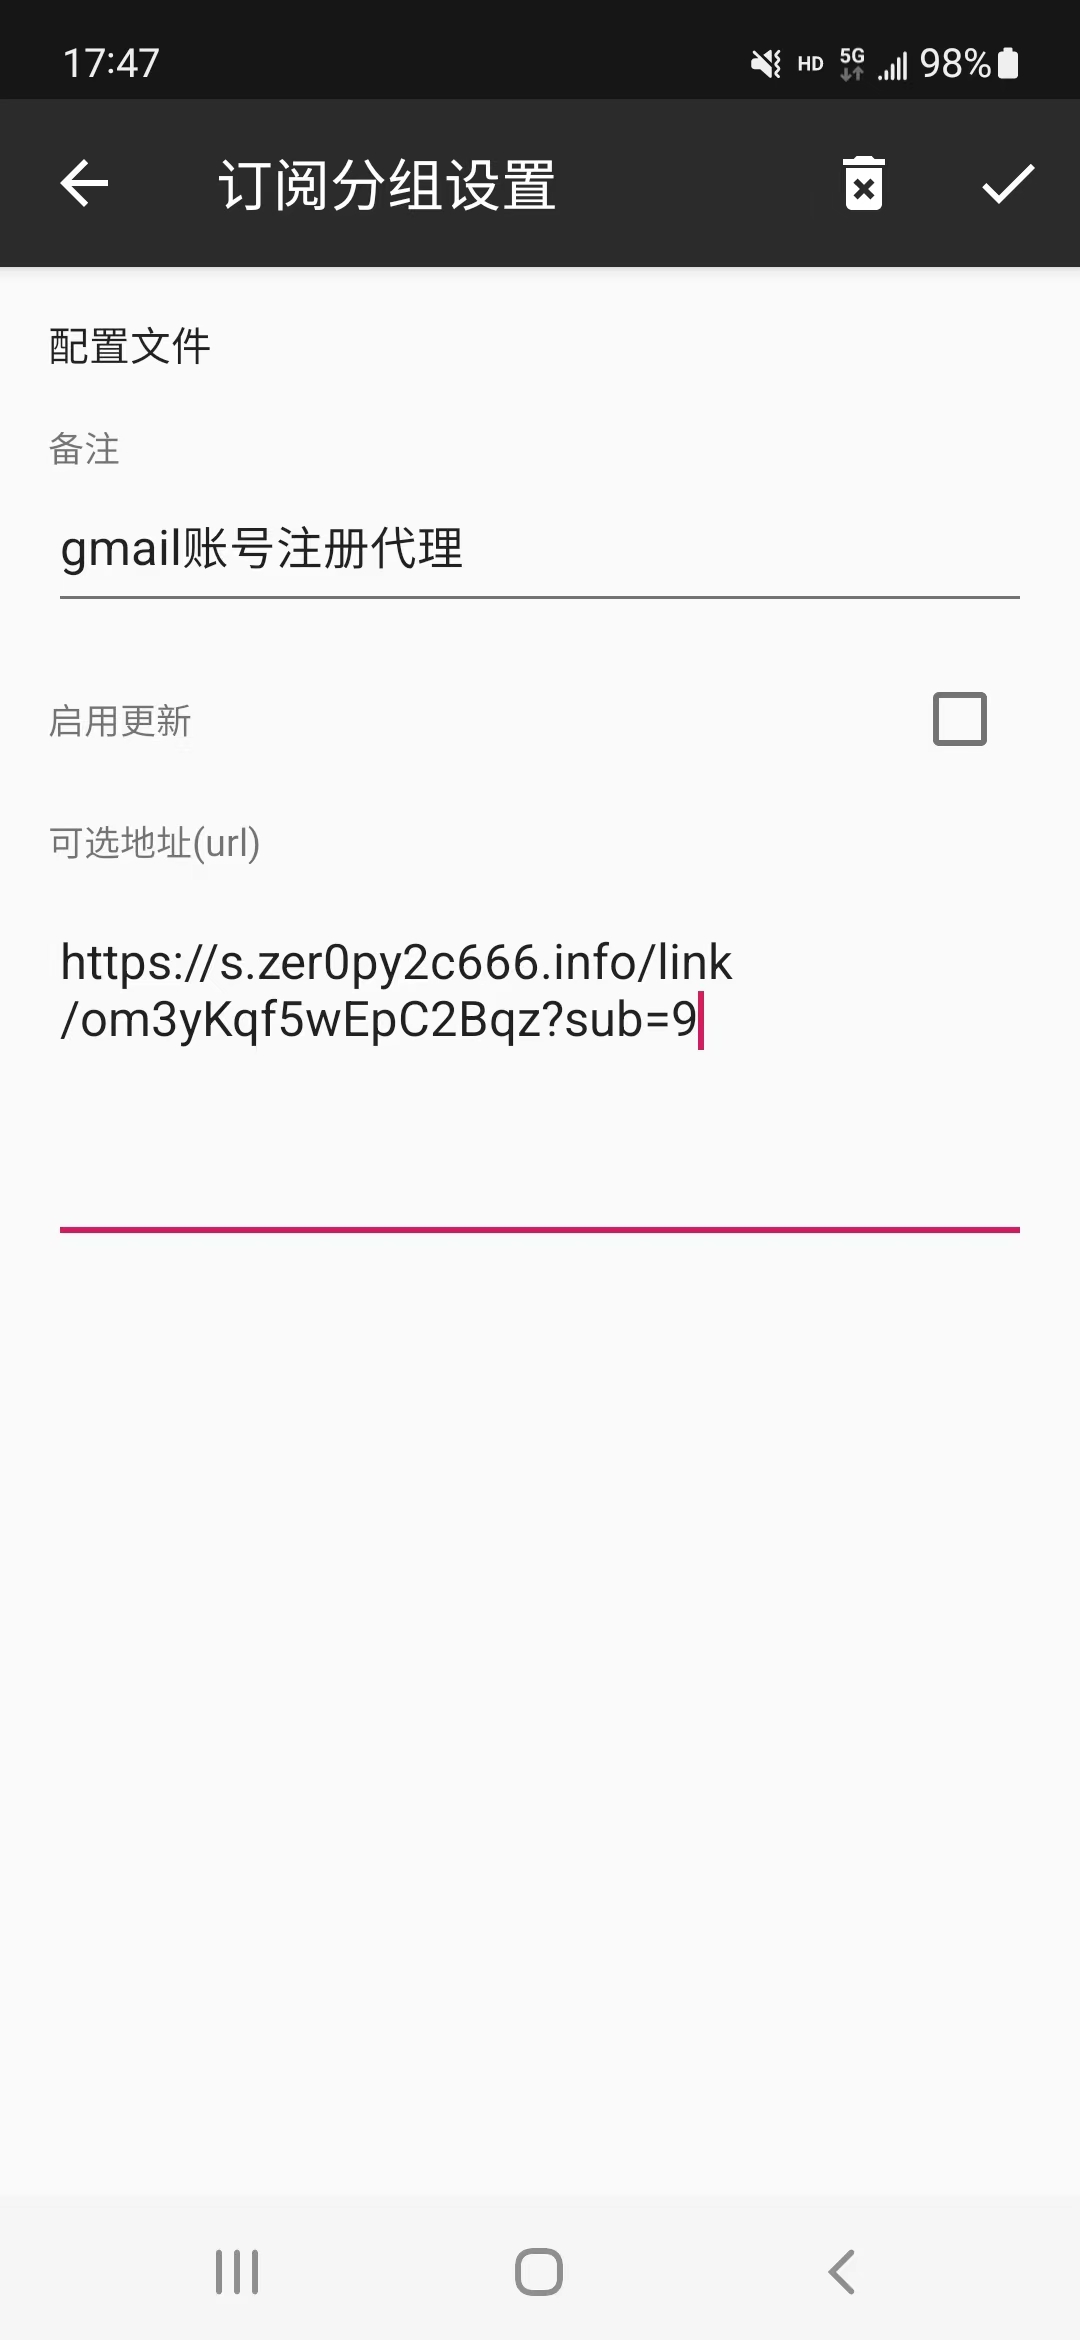 17:47
HD 5G 98%
订阅分组设置
配置文件
备注
gmail账号注册代理
启用更新
可选地址(url)
https://s.zer0py2c666.info/link
/om3yKqf5wEpC2Bqz?sub=9